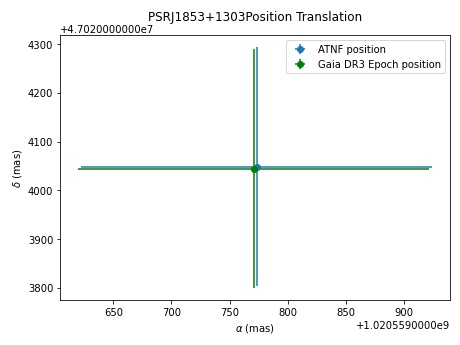 PSRJ1853+1303Position Translation
+4.7020000000e7
ATNF position
Gaia DR3 Epoch position
4300
4200
4100
4000
3900
3800
δ (mas)
650
700
750
800
850
900
α (mas)
+1.0205590000e9